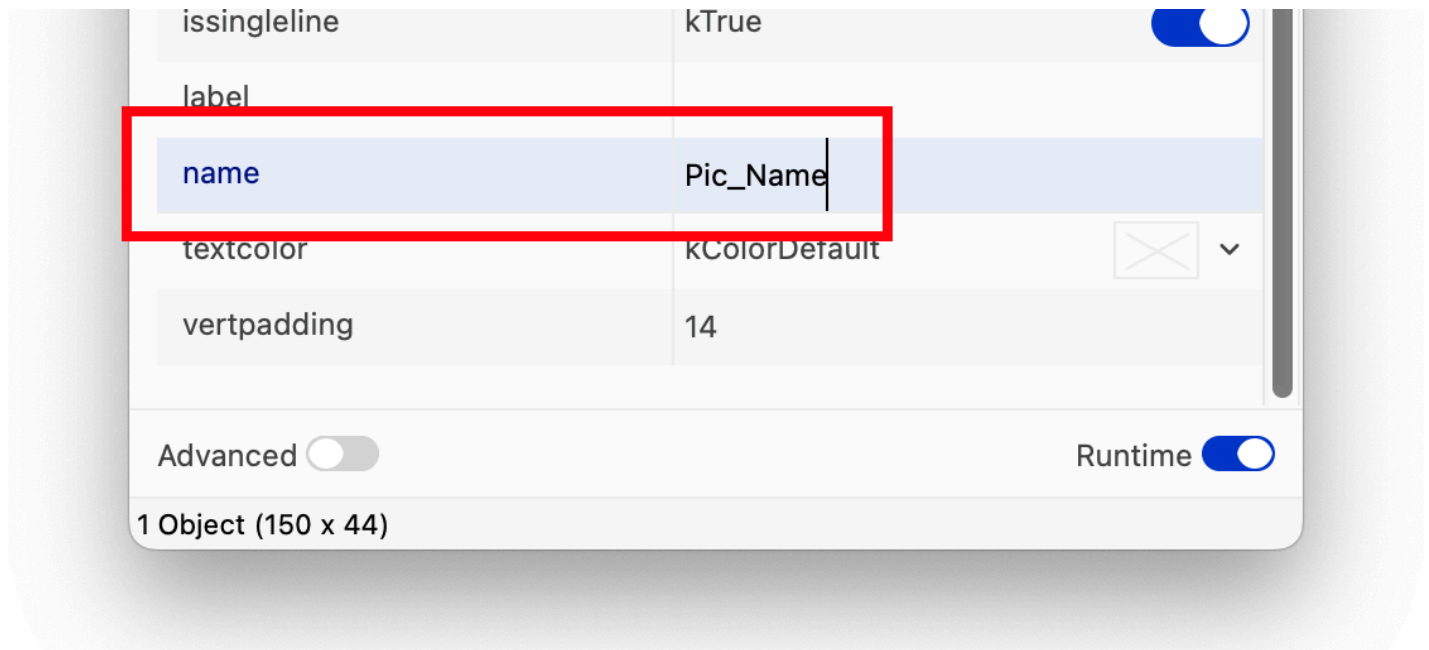 issingleline kTrue
label
name Pic_Name
textcolor kColorDefault
vertpadding 14
Advanced Runtime
1 Object (150 x 44)